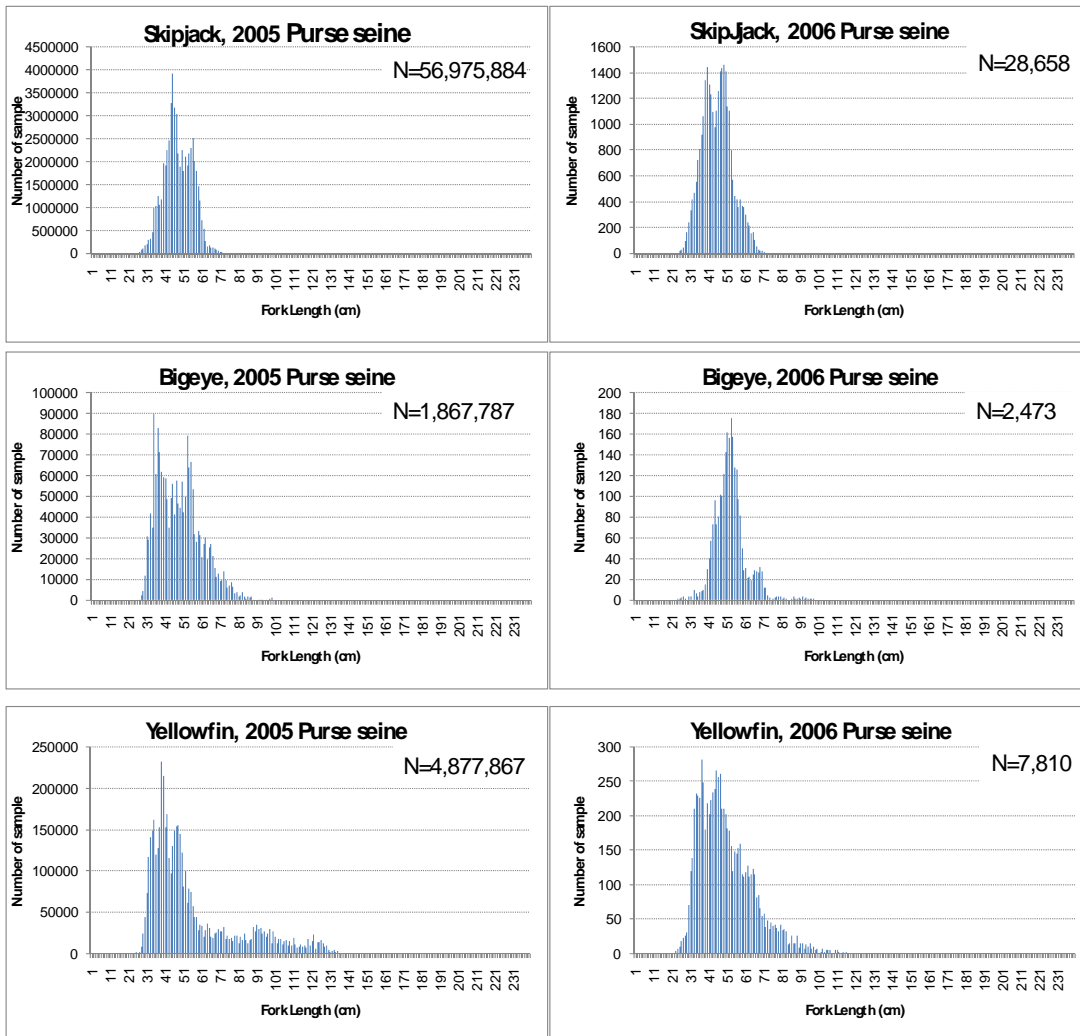 Skipjack, 2005 Purse seine
N=56,975,884
Number of sample
4500000
4000000
3500000
3000000
2500000
2000000
1500000
1000000
500000
0
1 11 21 31 41 51 61 71 81 91 101 111 121 131 141 151 161 171 181 191 201 211 221 231
Fork Length (cm)
SkipJjack, 2006 Purse seine
N=28,658
Number of sample
1600
1400
1200
1000
800
600
400
200
0
1 11 21 31 41 51 61 71 81 91 101 111 121 131 141 151 161 171 181 191 201 211 221 231
Fork Length (cm)
Bigeye, 2005 Purse seine
N=1,867,787
Number of sample
100000
90000
80000
70000
60000
50000
40000
30000
20000
10000
0
1 11 21 31 41 51 61 71 81 91 101 111 121 131 141 151 161 171 181 191 201 211 221 231
Fork Length (cm)
Bigeye, 2006 Purse seine
N=2,473
Number of sample
200
180
160
140
120
100
80
60
40
20
0
1 11 21 31 41 51 61 71 81 91 101 111 121 131 141 151 161 171 181 191 201 211 221 231
Fork Length (cm)
Yellowfin, 2005 Purse seine
N=4,877,867
Number of sample
250000
200000
150000
100000
50000
0
1 11 21 31 41 51 61 71 81 91 101 111 121 131 141 151 161 171 181 191 201 211 221 231
Fork Length (cm)
Yellowfin, 2006 Purse seine
N=7,810
Number of sample
300
250
200
150
100
50
0
1 11 21 31 41 51 61 71 81 91 101 111 121 131 141 151 161 171 181 191 201 211 221 231
Fork Length (cm)